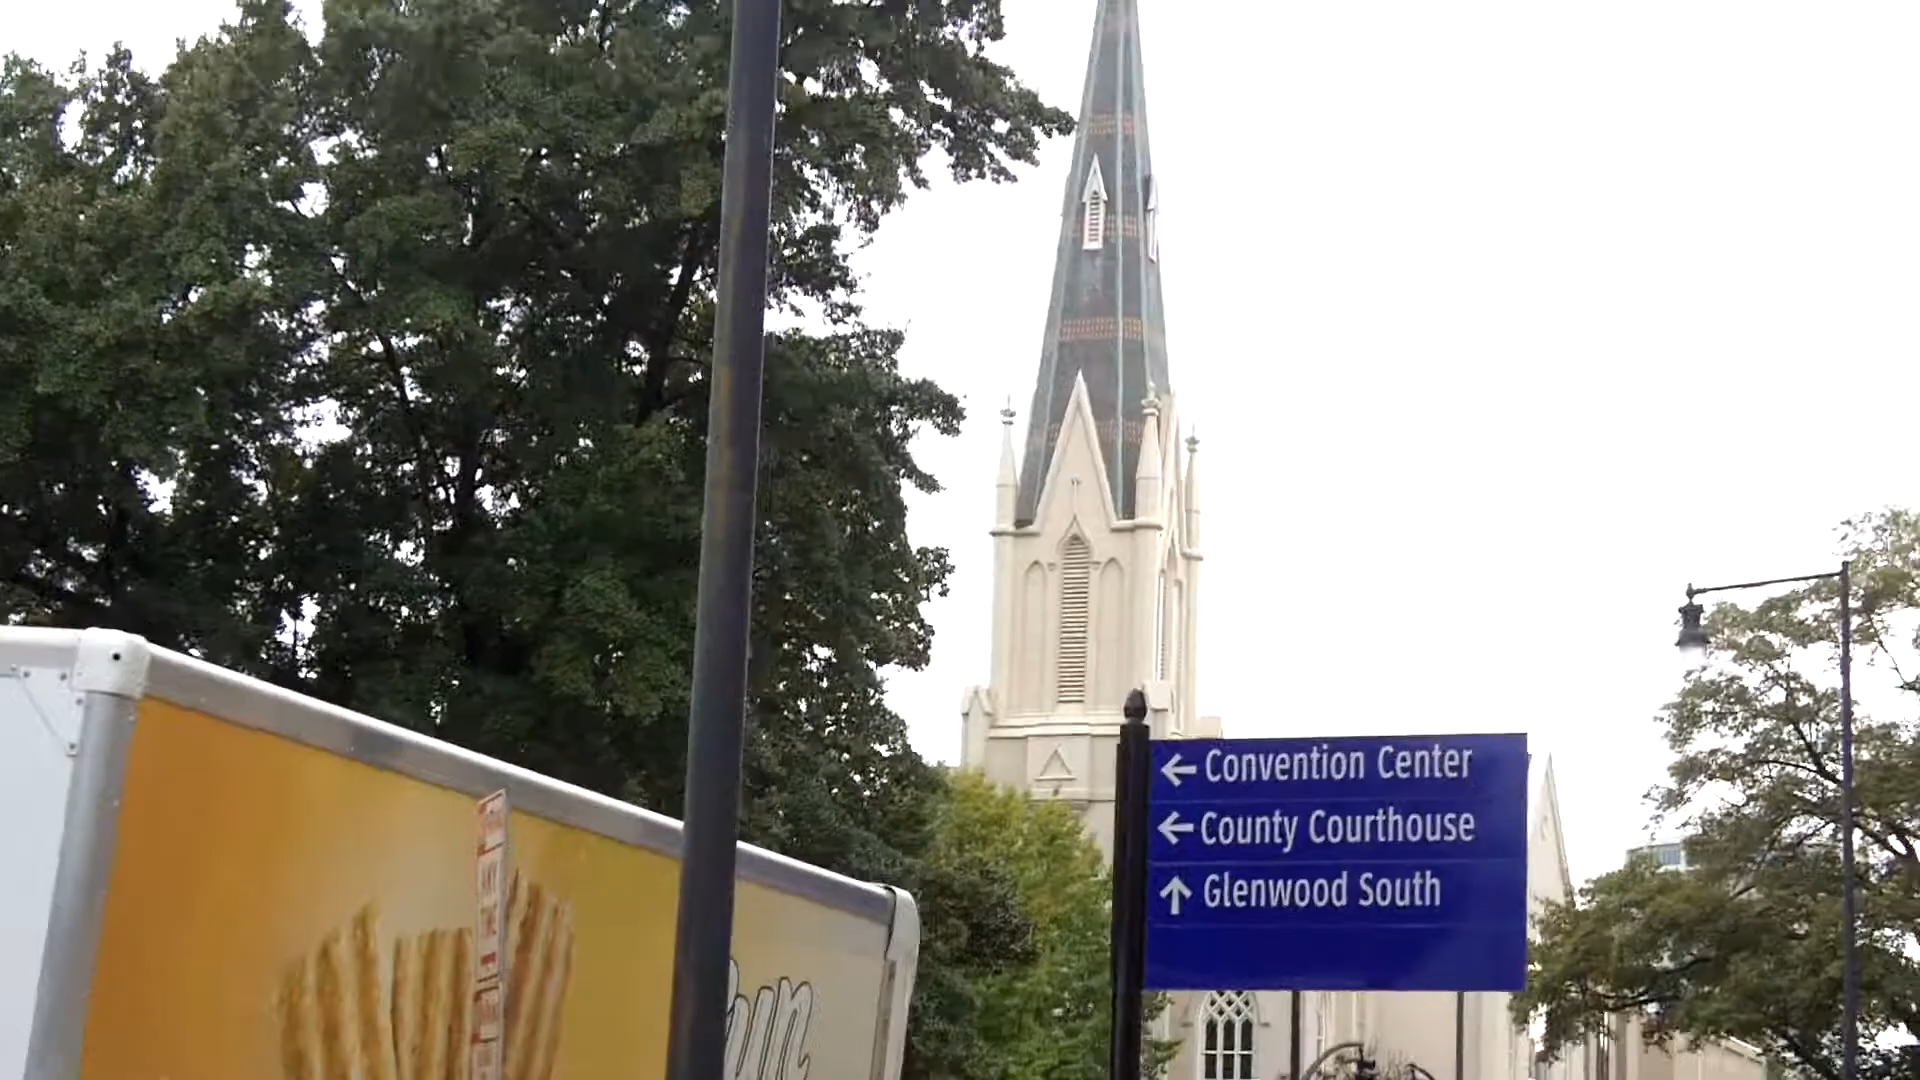 ← Convention Center
← County Courthouse
↑ Glenwood South